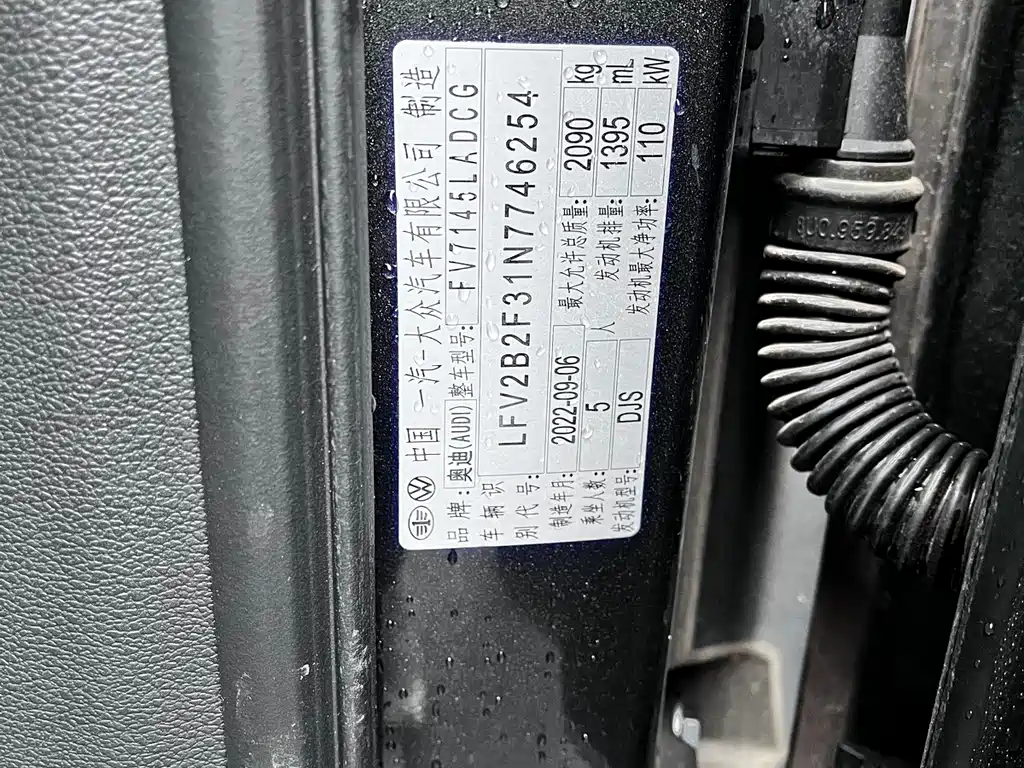 中国 一汽-大众汽车有限公司 制造
品牌: 奥迪(AUDI) 整车型号: FV7145LADCG
车辆识别代号: LFV2B2F31N7746254
制造年月: 2022-09-06 最大允许总质量: 2090 kg
乘坐人数: 5 人 发动机排量: 1395 mL
发动机型号: DJS 发动机最大净功率: 110 kW